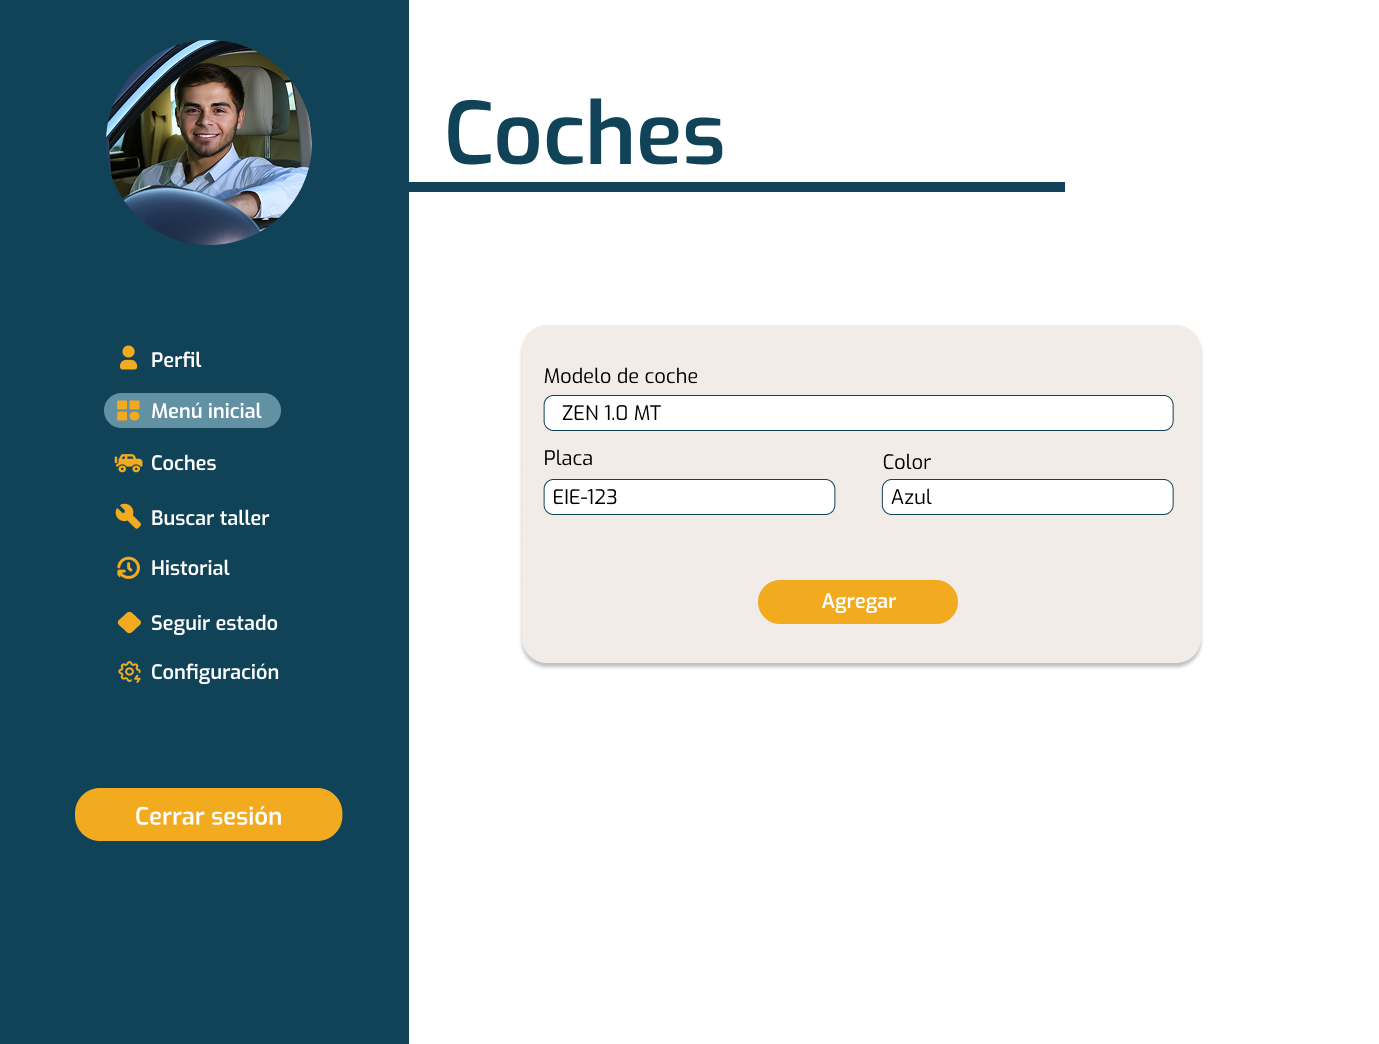 Coches
Perfil
Menú inicial
Coches
Buscar taller
Historial
Seguir estado
Configuración
Cerrar sesión
Modelo de coche
ZEN 1.0 MT
Placa
Color
EIE-123
Azul
Agregar